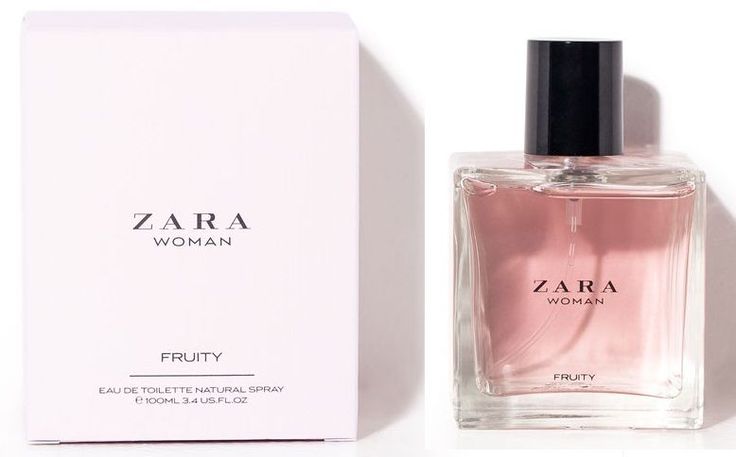 ZARA
WOMAN
FRUITY
EAU DE TOILETTE NATURAL SPRAY
℮ 100ML 3.4 US.FL.OZ
ZARA
WOMAN
FRUITY